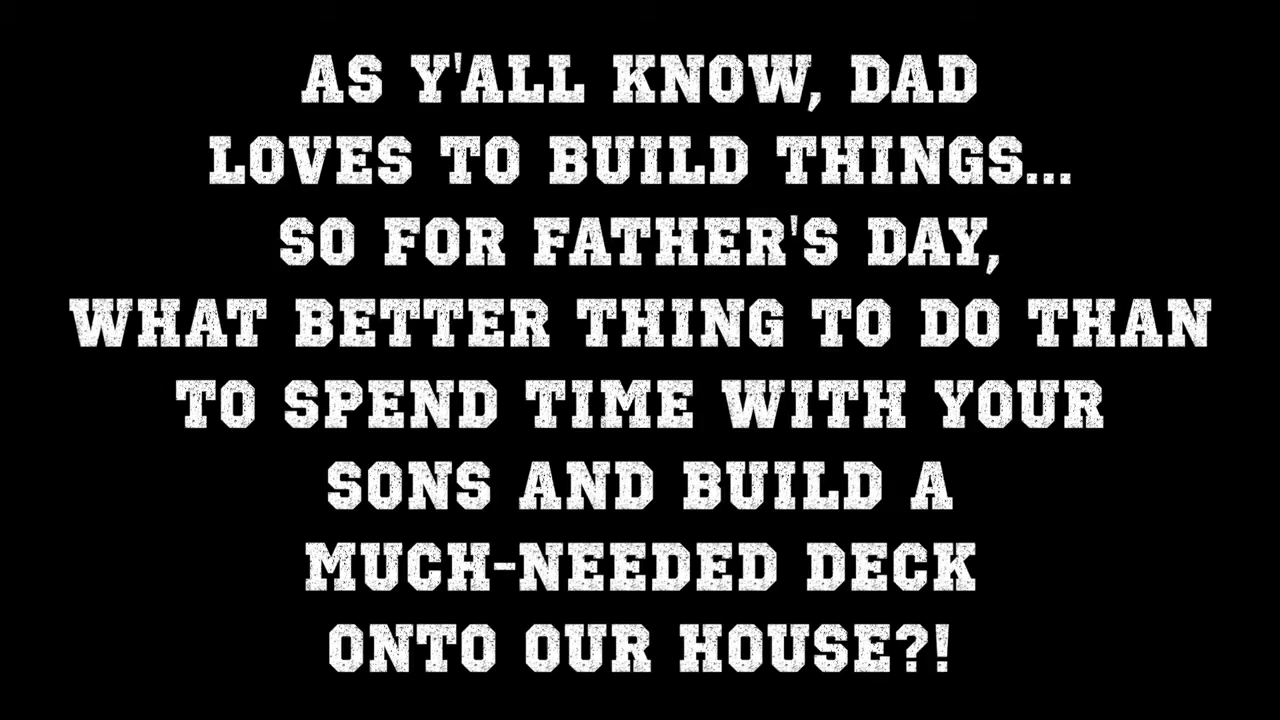 AS Y'ALL KNOW, DAD
LOVES TO BUILD THINGS...
SO FOR FATHER'S DAY,
WHAT BETTER THING TO DO THAN
TO SPEND TIME WITH YOUR
SONS AND BUILD A
MUCH-NEEDED DECK
ONTO OUR HOUSE?!